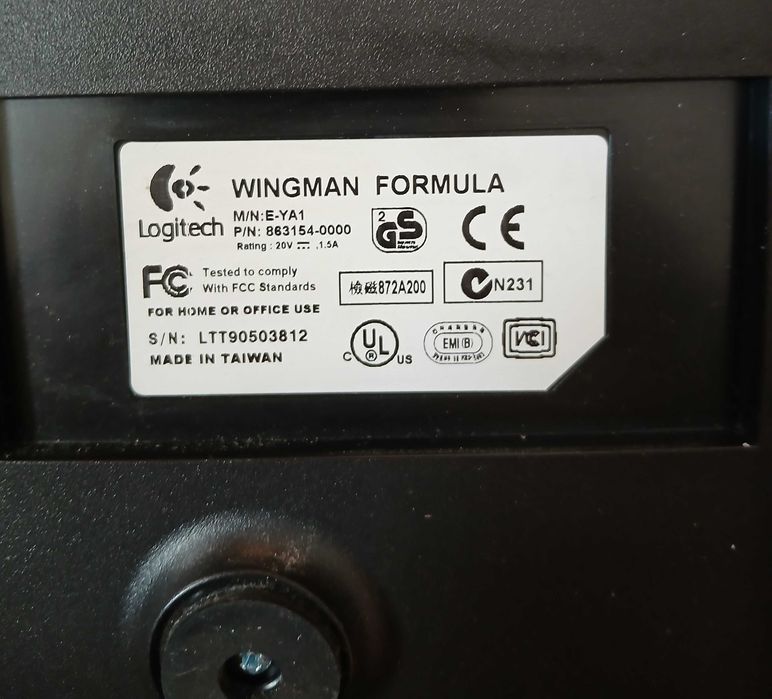 WINGMAN FORMULA
Logitech
M/N:E-YA1
P/N: 863154-0000
Rating : 20V ⎓ .1.5A
2
GS
CE
FC
Tested to comply
With FCC Standards
FOR HOME OR OFFICE USE
檢磁872A200
N231
S/N: LTT90503812
MADE IN TAIWAN
C UL ® US
EMI (B)
VCI